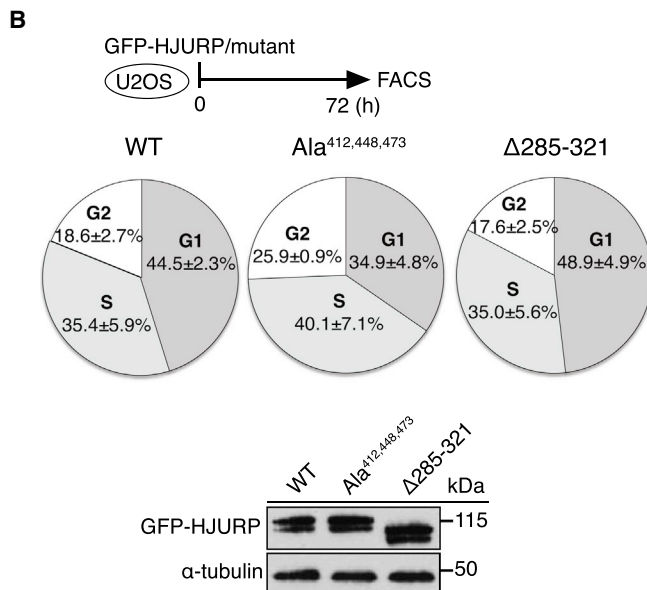 B
GFP-HJURP/mutant
U2OS
FACS
0
72 (h)
WT
Ala412,448,473
Δ285-321
G2
18.6±2.7%
G1
44.5±2.3%
S
35.4±5.9%
G2
25.9±0.9%
G1
34.9±4.8%
S
40.1±7.1%
G2
17.6±2.5%
G1
48.9±4.9%
S
35.0±5.6%
WT
Ala412,448,473
Δ285-321
kDa
GFP-HJURP
115
α-tubulin
50